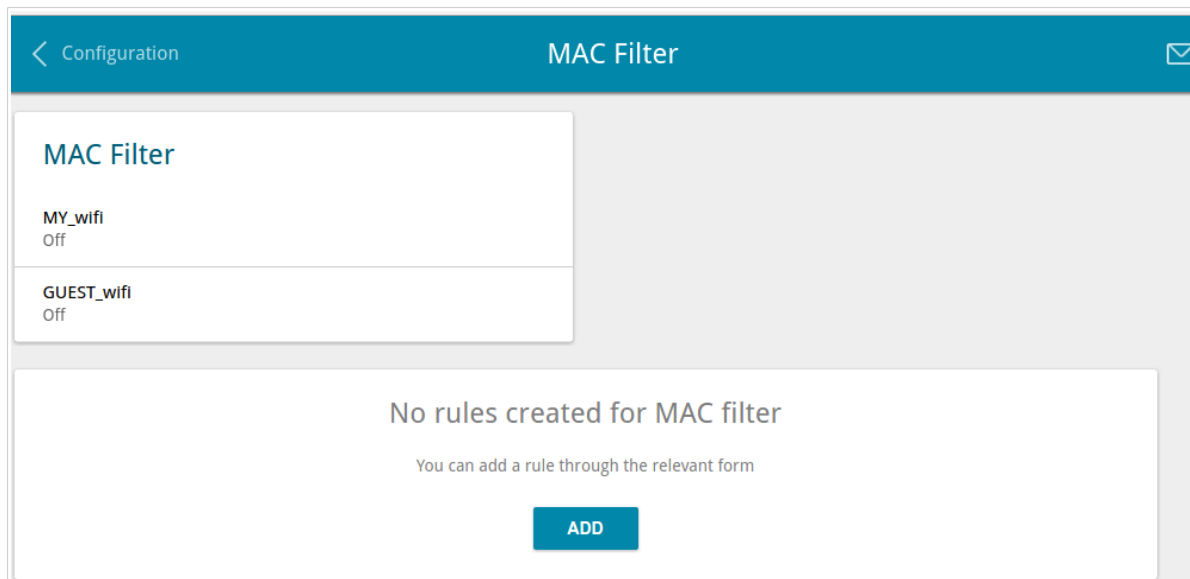 Configuration
MAC Filter
MAC Filter
MY_wifi
Off
GUEST_wifi
Off
No rules created for MAC filter
You can add a rule through the relevant form
ADD